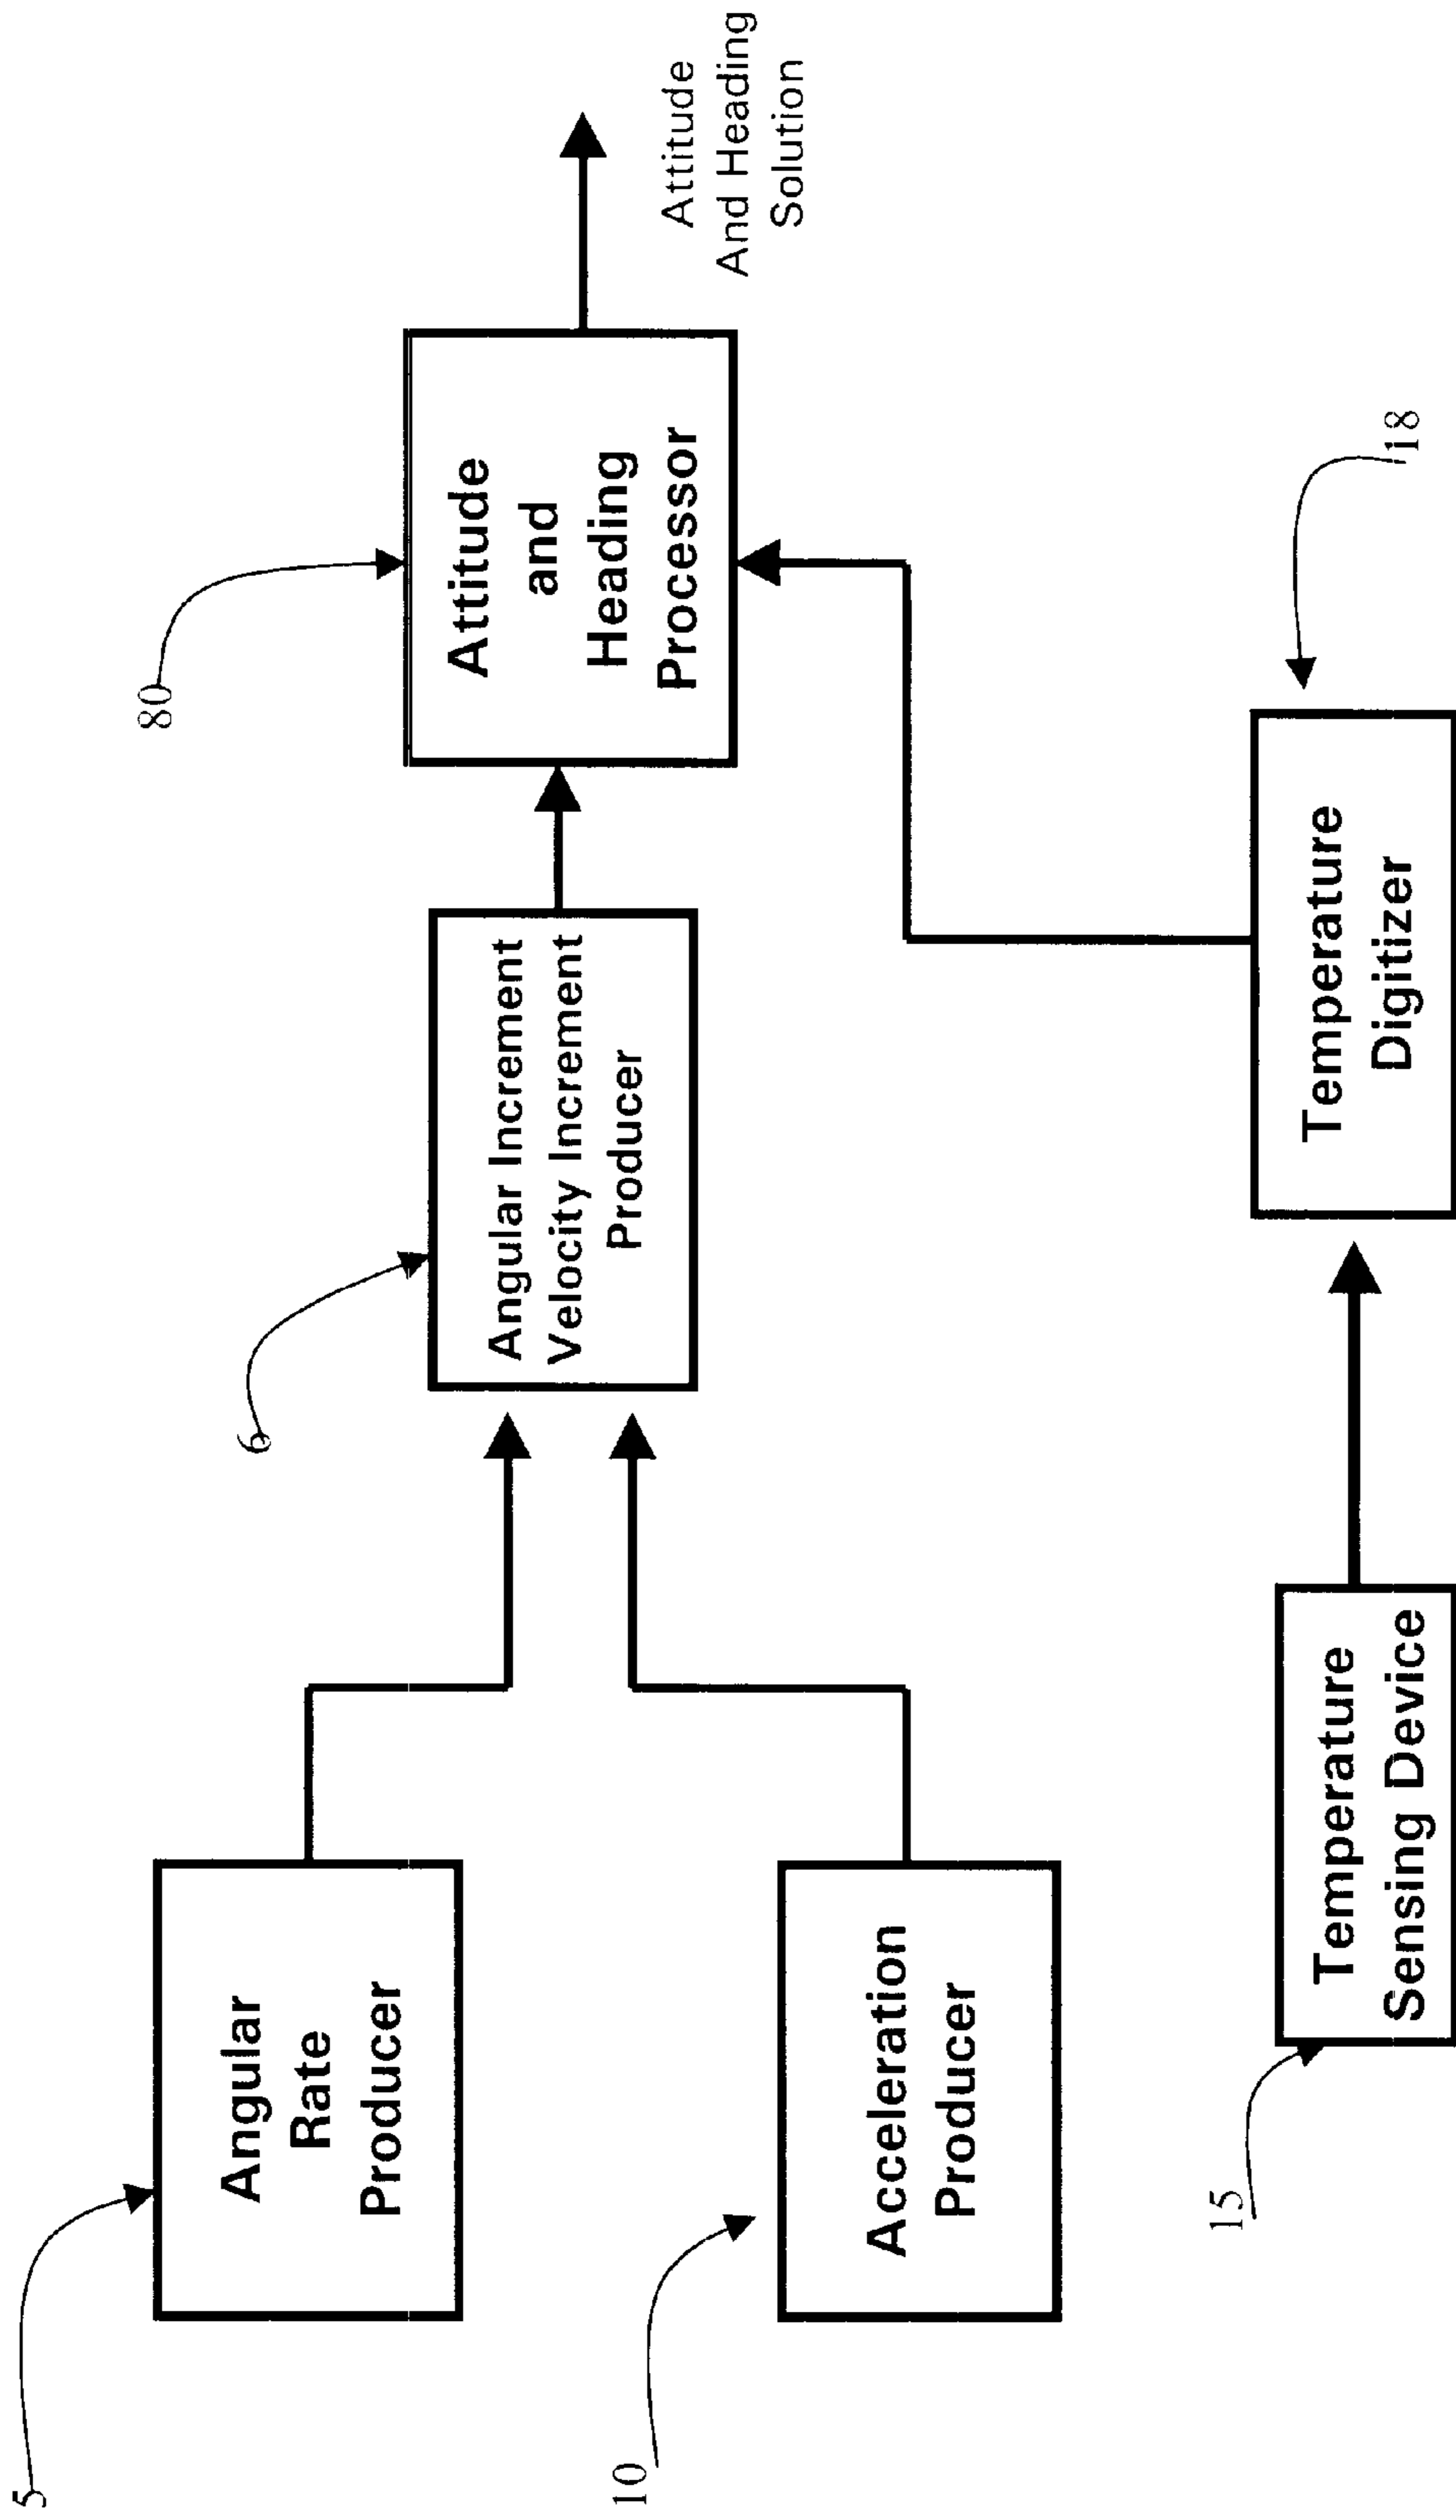 5
Angular
Rate
Producer
10
Acceleration
Producer
15
Temperature
Sensing Device
6
Angular Increment
Velocity Increment
Producer
Temperature
Digitizer
18
80
Attitude
and
Heading
Processor
Attitude
And Heading
Solution